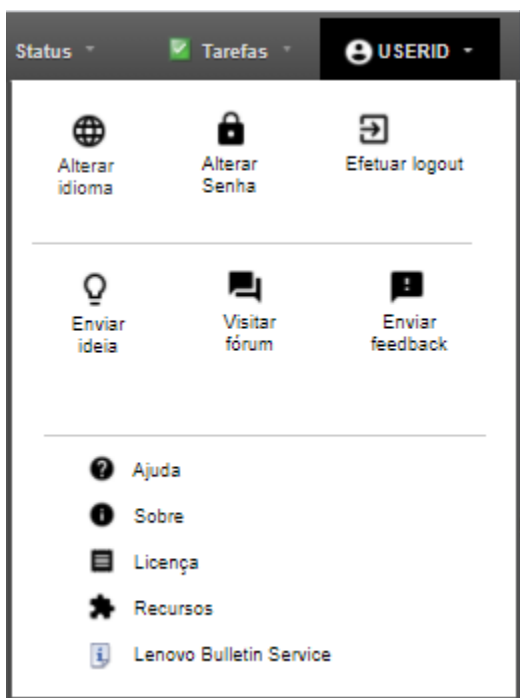 Status Tarefas USERID
Alterar idioma
Alterar Senha
Efetuar logout
Enviar ideia
Visitar fórum
Enviar feedback
Ajuda
Sobre
Licença
Recursos
Lenovo Bulletin Service